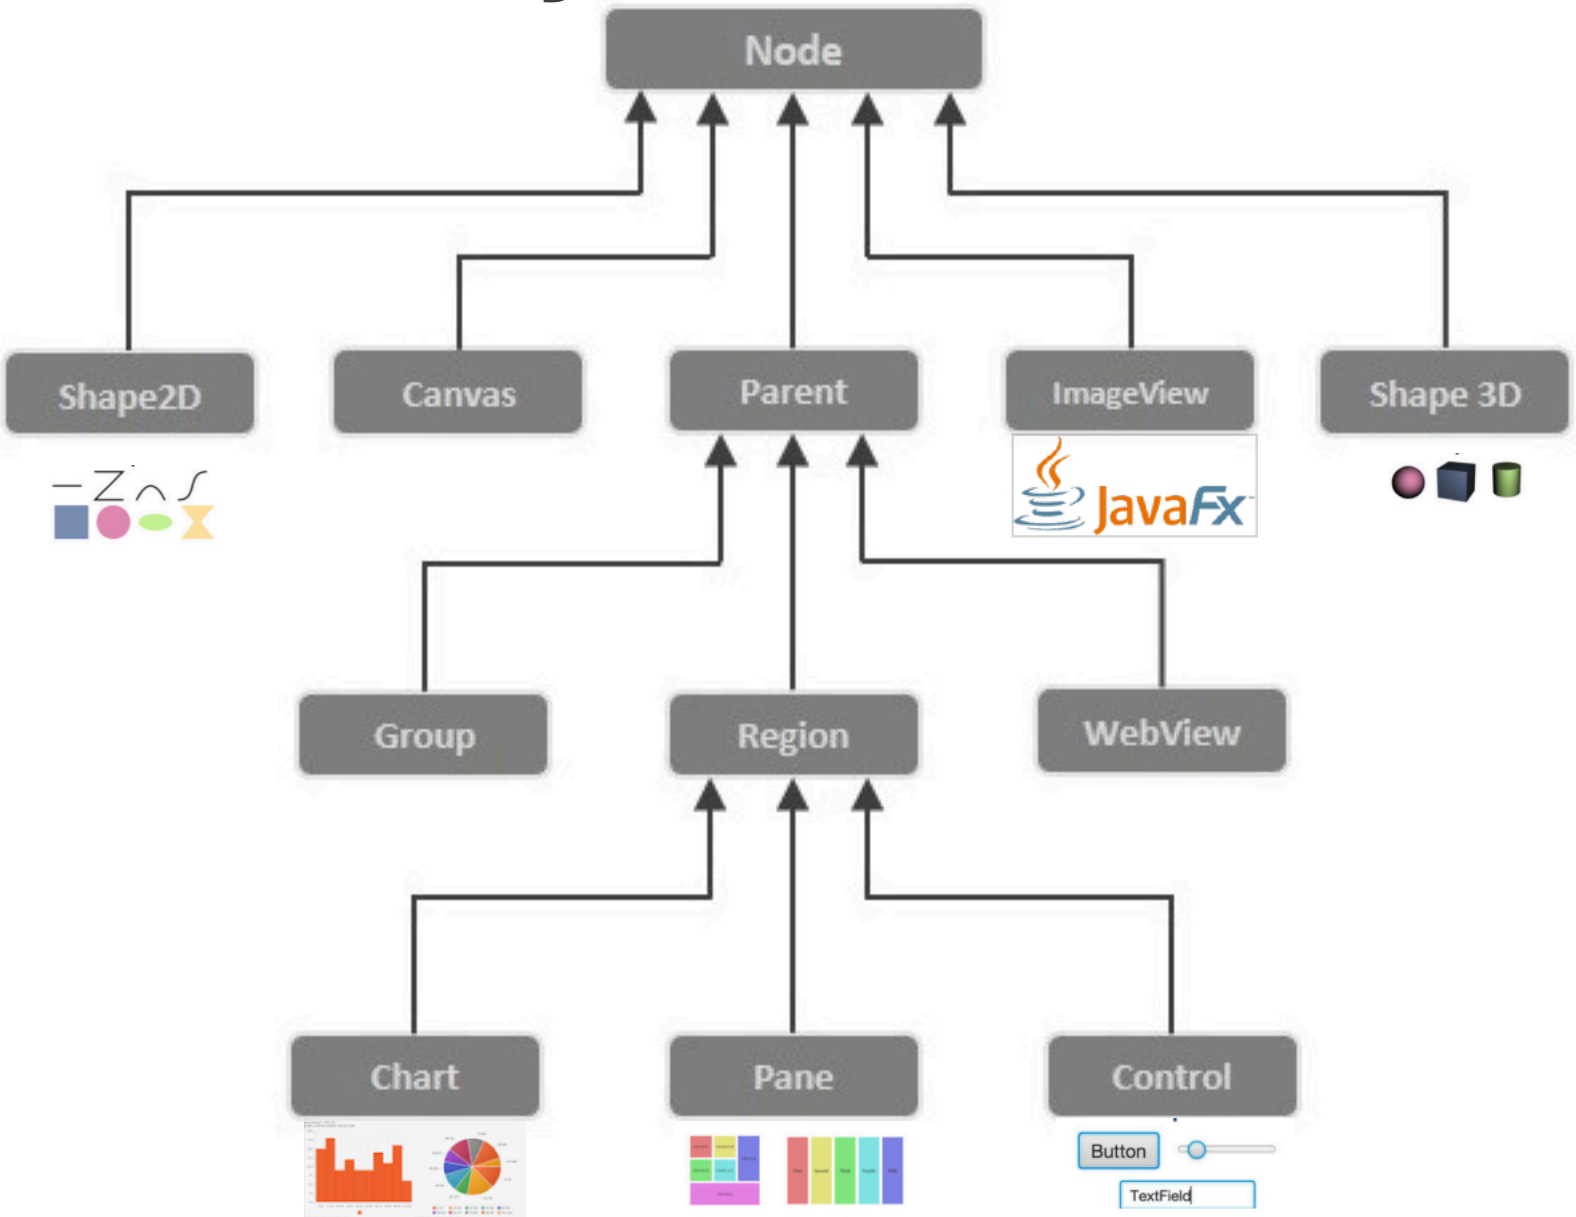 Node
Shape2D
Canvas
Parent
ImageView
Shape 3D
JavaFx
Group
Region
WebView
Chart
Pane
Control
Button
TextField